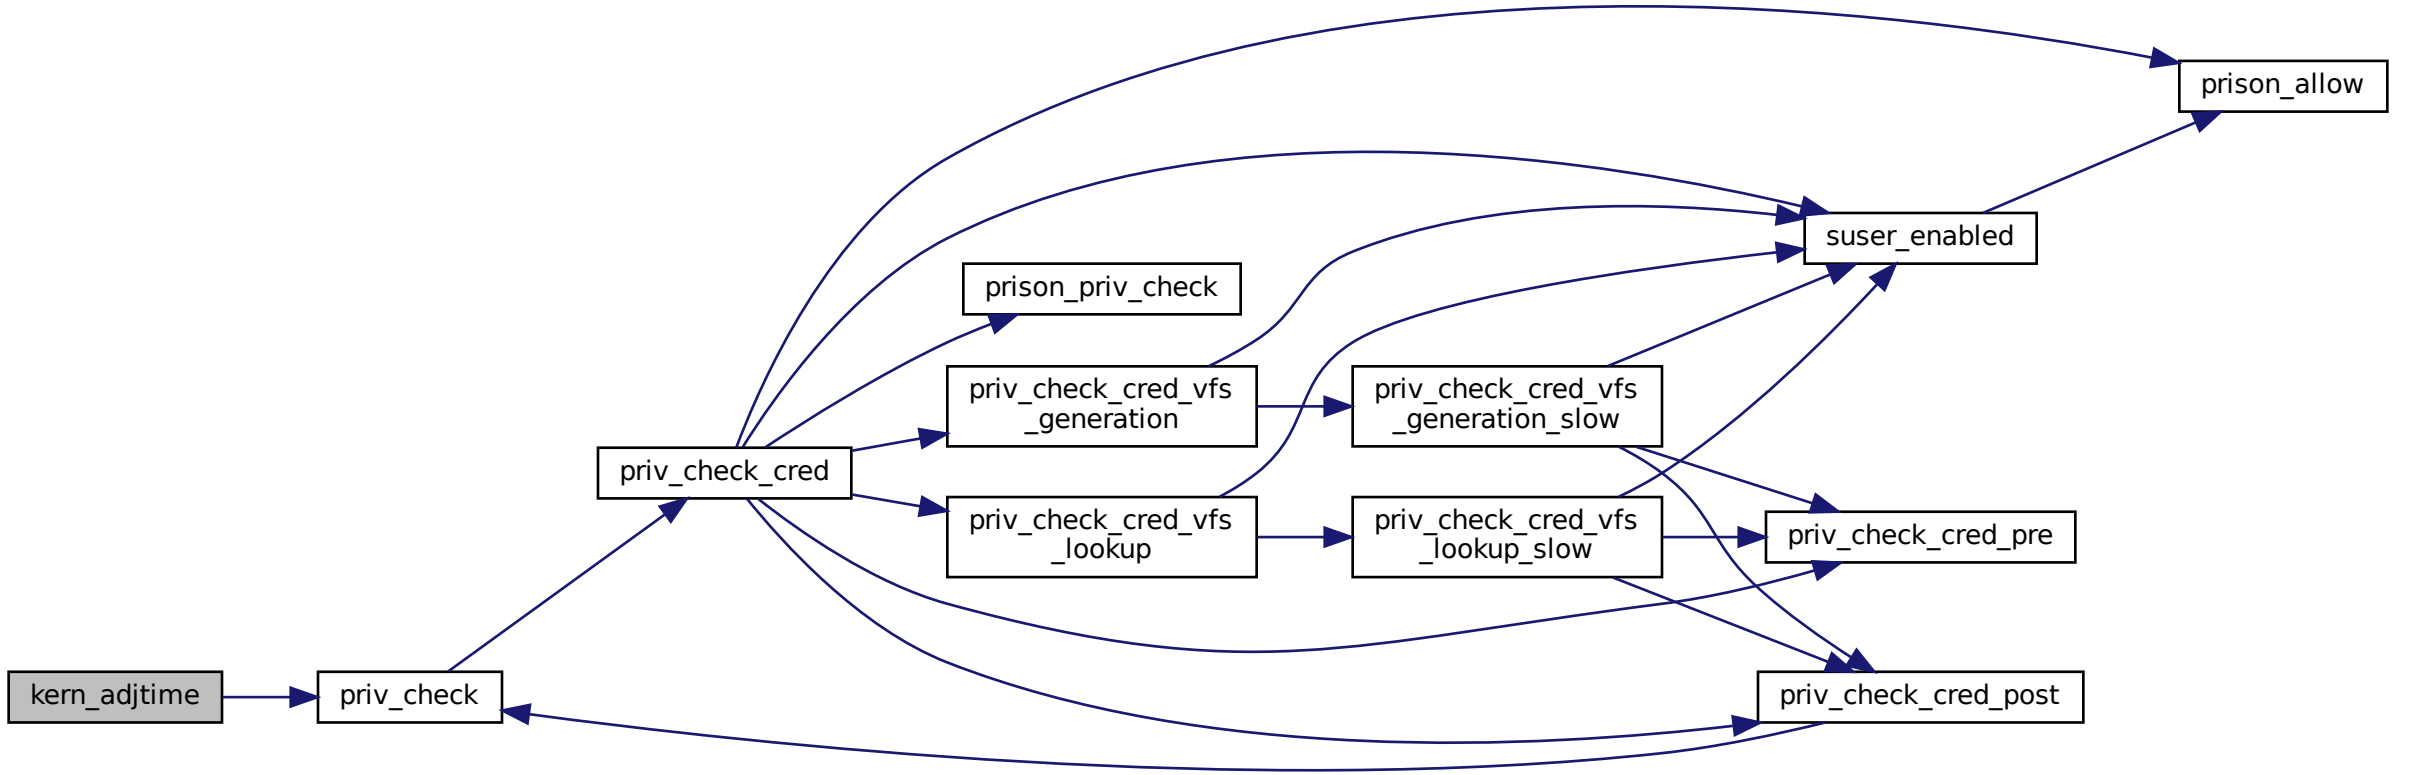 prison_allow
suser_enabled
prison_priv_check
priv_check_cred_vfs
_generation
priv_check_cred_vfs
_generation_slow
priv_check_cred
priv_check_cred_vfs
_lookup
priv_check_cred_vfs
_lookup_slow
priv_check_cred_pre
kern_adjtime
priv_check
priv_check_cred_post